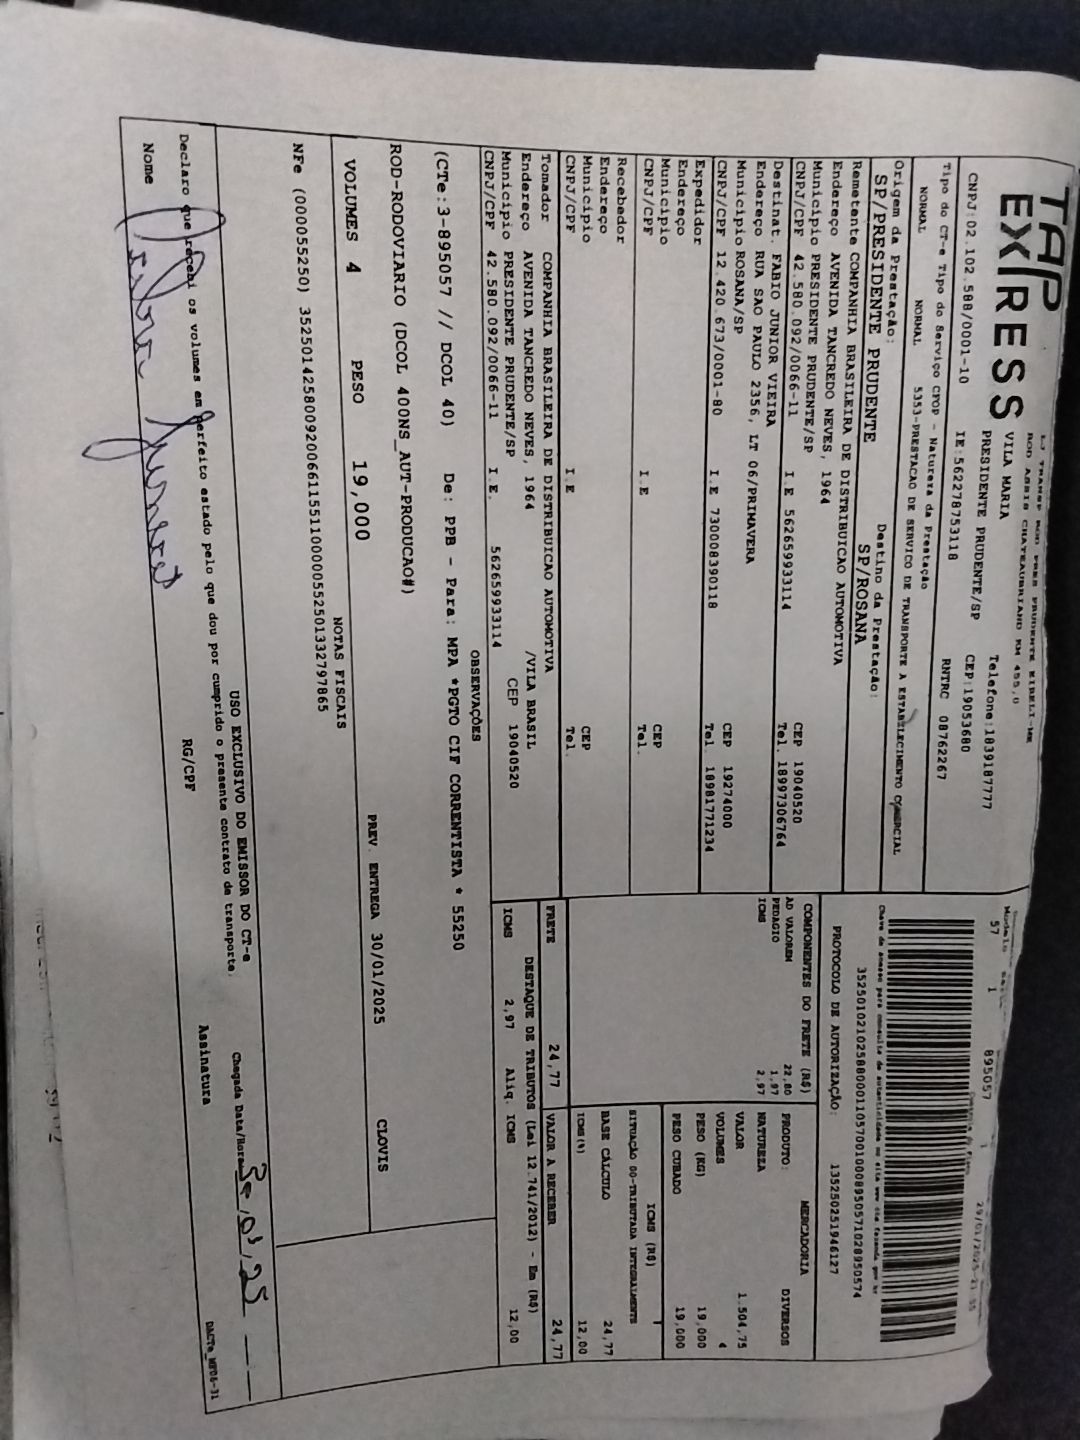 TAP
EXPRESS
ROD ASSIS CHATEAUBRIAND KM 455,0
VILA MARIA
PRESIDENTE PRUDENTE/SP
Telefone:1839187777
CEP:19053680
CNPJ:02.102.588/0001-10
IE:562278753118
RNTRC 08762267
Tipo do CT-e Tipo do Serviço CFOP - Natureza da Prestação
NORMAL NORMAL 5353-PRESTACAO DE SERVICO DE TRANSPORTE A ESTABELECIMENTO COMERCIAL
Origem da Prestação: Destino da Prestação:
SP/PRESIDENTE PRUDENTE SP/ROSANA
Remetente COMPANHIA BRASILEIRA DE DISTRIBUICAO AUTOMOTIVA
Endereço AVENIDA TANCREDO NEVES, 1964
Município PRESIDENTE PRUDENTE/SP CEP 19040520
CNPJ/CPF 42.580.092/0066-11 I.E 562659933114 Tel. 18997306764
Destinat. FABIO JUNIOR VIEIRA
Endereço RUA SAO PAULO 2356, LT 06/PRIMAVERA
Município ROSANA/SP CEP 19274000
CNPJ/CPF 12.420.673/0001-80 I.E 730008390118 Tel. 18981771234
Expedidor
Endereço
Município CEP
CNPJ/CPF I.E Tel.
Recebedor
Endereço
Município CEP
CNPJ/CPF I.E Tel.
Tomador COMPANHIA BRASILEIRA DE DISTRIBUICAO AUTOMOTIVA
Endereço AVENIDA TANCREDO NEVES, 1964 /VILA BRASIL
Município PRESIDENTE PRUDENTE/SP CEP 19040520
CNPJ/CPF 42.580.092/0066-11 I.E. 562659933114
57 1 895057 1 29/01/2025-21:55
35250102102588000110570010008950571028950574
PROTOCOLO DE AUTORIZAÇÃO: 135250251946127
COMPONENTES DO FRETE (R$)
AD VALOREM 22,80
PEDAGIO 1,97
ICMS 2,97
MERCADORIA
PRODUTO: DIVERSOS
NATUREZA
VALOR 1.504,75
VOLUMES 4
PESO (KG) 19,000
PESO CUBADO 19,000
ICMS (R$)
SITUAÇÃO 00-TRIBUTADA INTEGRALMENTE
BASE CÁLCULO 24,77
ICMS(%) 12,00
FRETE 24,77 VALOR A RECEBER 24,77
DESTAQUE DE TRIBUTOS (Lei 12.741/2012) - Em (R$)
ICMS 2,97 Aliq. ICMS 12,00
OBSERVAÇÕES
(CTe:3-895057 // DCOL 40) De: PPB - Para: MPA *PGTO CIF CORRENTISTA * 55250
ROD-RODOVIARIO (DCOL 400NS_AUT-PRODUCAO#)
PREV. ENTREGA 30/01/2025 CLOVIS
VOLUMES 4 PESO 19,000
NOTAS FISCAIS
NFe (000055250) 35250142580092006611551100000552501332797865
USO EXCLUSIVO DO EMISSOR DO CT-e
Declaro que recebi os volumes em perfeito estado pelo que dou por cumprido o presente contrato de transporte.
Chegada Data/Hora 30,01,25
Nome RG/CPF Assinatura
DACTe_MP06-31